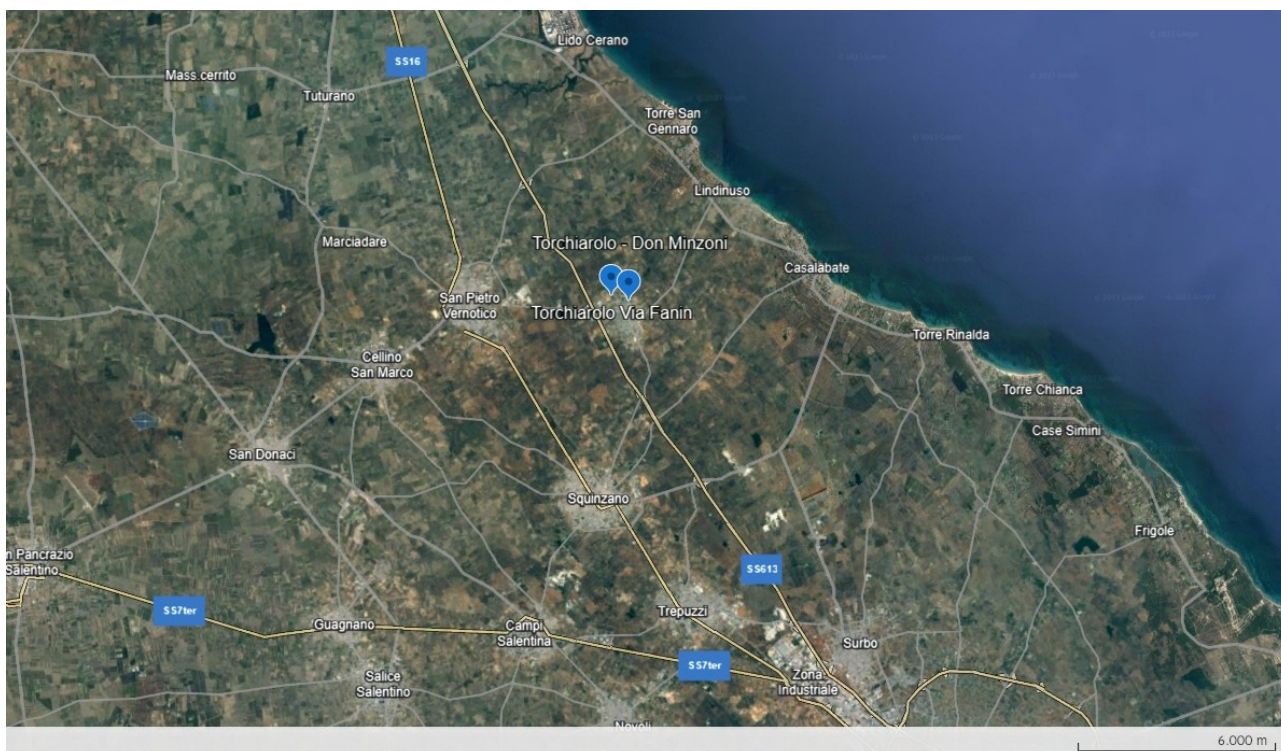 Lido Cerano
SS16
Mass.cerrito
Tuturano
Torre San
Gennaro
Lindinuso
Marciadare
Torchiarolo - Don Minzoni
Casalabate
San Pietro
Vernotico
Torchiarolo Via Fanin
Torre Rinalda
Cellino
San Marco
Torre Chianca
Case Simini
San Donaci
Squinzano
Frigole
n Pancrazio
Salentino
SS613
SS7ter
Guagnano
Campi
Salentina
Trepuzzi
Surbo
SS7ter
Zona
Industriale
Salice
Salentino
Novoli
6.000 m